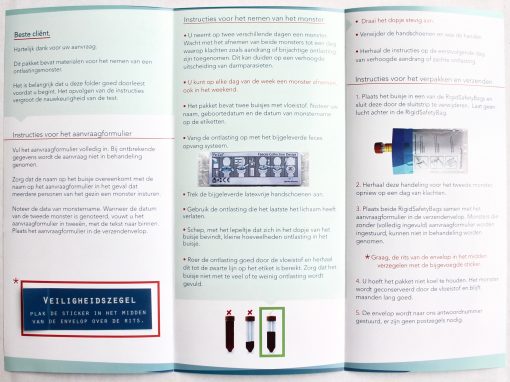 Beste cliënt,
Hartelijk dank voor uw aanvraag.
Dit pakket bevat materialen voor het nemen van een
ontlastingsmonster.
Het is belangrijk dat u deze folder goed doorleest
voordat u begint. Het opvolgen van de instructies
vergroot de nauwkeurigheid van de test.
Instructies voor het aanvraagformulier
Vul het aanvraagformulier volledig in. Bij ontbrekende
gegevens wordt de aanvraag niet in behandeling
genomen.
Zorg dat de naam op het buisje overeenkomt met de
naam op het aanvraagformulier in het geval dat
meerdere personen van het gezin een monster insturen.
Noteer de datum van monstername. Wanneer de datum
van de tweede monster is genoteerd, vouwt u het
aanvraagformulier in tweeën, met de tekst naar binnen.
Plaats het aanvraagformulier in de verzendenvelop.
* VEILIGHEIDSZEGEL
PLAK DE STICKER IN HET MIDDEN
VAN DE ENVELOP OVER DE RITS.
Instructies voor het nemen van het monster
• U neemt op twee verschillende dagen een monster.
Wacht met het afnemen van beide monsters tot een dag
waarop klachten zoals aandrang of brijachtige ontlasting
zijn toegenomen. Dit kan duiden op een verhoogde
uitscheiding van darmparasieten.
• U kunt op elke dag van de week een monster afnemen,
ook in het weekend.
• Het pakket bevat twee buisjes met vloeistof. Noteer uw
naam, geboortedatum en de datum van monstername
op de etiketten.
• Vang de ontlasting op met het bijgeleverde feces
opvang systeem.
Feces Collection Device
• Trek de bijgeleverde latexvrije handschoenen aan.
• Gebruik de ontlasting die het laatste het lichaam heeft
verlaten.
• Schep, met het lepeltje dat zich in het dopje van het
buisje bevindt, kleine hoeveelheden ontlasting in het
buisje.
• Roer de ontlasting goed door de vloeistof en herhaal
dit tot de zwarte lijn op het etiket is bereikt. Zorg dat het
buisje niet met te veel of te weinig ontlasting wordt
gevuld.
• Draai het dopje stevig aan.
• Verwijder de handschoenen en was de handen.
• Herhaal de instructies op de eerstvolgende dag
van verhoogde aandrang of zachte ontlasting.
Instructies voor het verpakken en verzenden
1. Plaats het buisje in een van de RigidSafetyBags en
sluit deze door de sluitstrip te verwijderen. Laat geen
lucht achter in de RigidSafetyBag.
2. Herhaal deze handeling voor het tweede monster
opnieuw op een dag van klachten.
3. Plaats beide RigidSafetyBags samen met het
aanvraagformulier in de verzendenvelop. Monsters die
zonder (volledig ingevuld) aanvraagformulier worden
ingestuurd, kunnen niet in behandeling worden
genomen.
* Graag, de rits van de envelop in het midden
verzegelen met de bijgevoegde sticker.
4. U hoeft het pakket niet koel te houden. Het monster
wordt geconserveerd door de vloeistof en blijft
maanden lang goed.
5. De envelop wordt naar ons antwoordnummer
gestuurd, er zijn geen postzegels nodig.